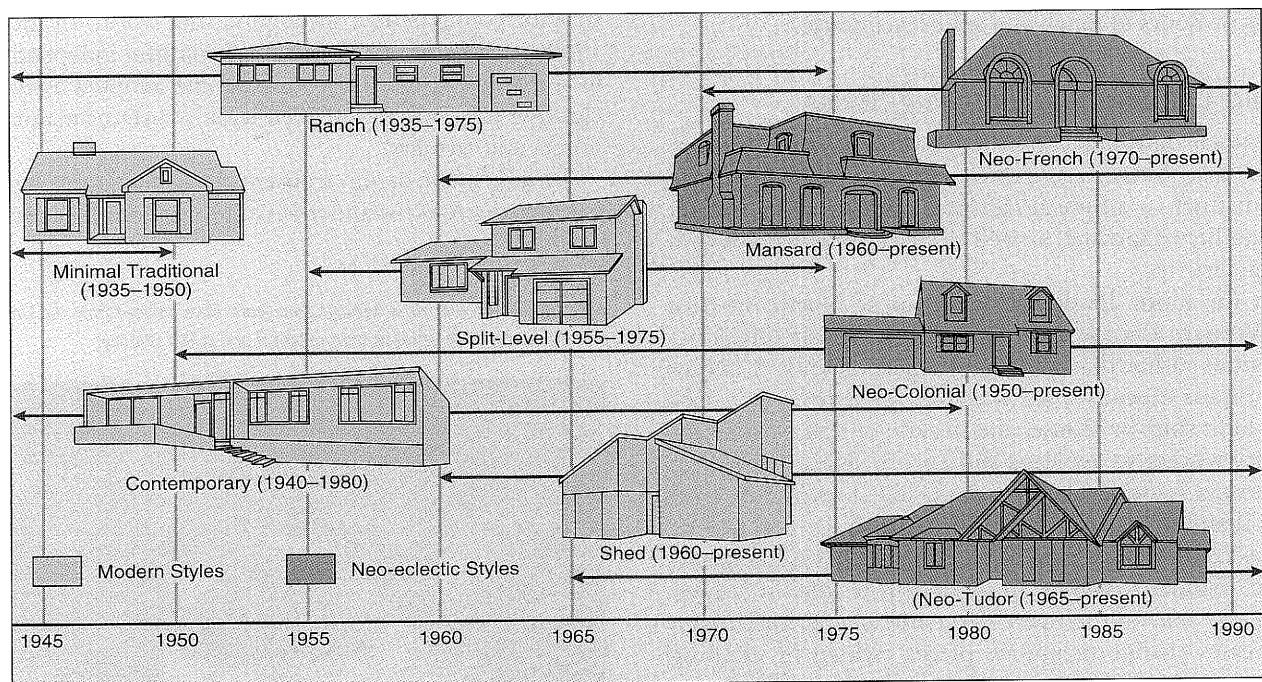 Ranch (1935–1975)
Neo-French (1970–present)
Minimal Traditional
(1935–1950)
Mansard (1960–present)
Split-Level (1955–1975)
Neo-Colonial (1950–present)
Contemporary (1940–1980)
Shed (1960–present)
Modern Styles
Neo-eclectic Styles
(Neo-Tudor (1965–present)
1945 1950 1955 1960 1965 1970 1975 1980 1985 1990